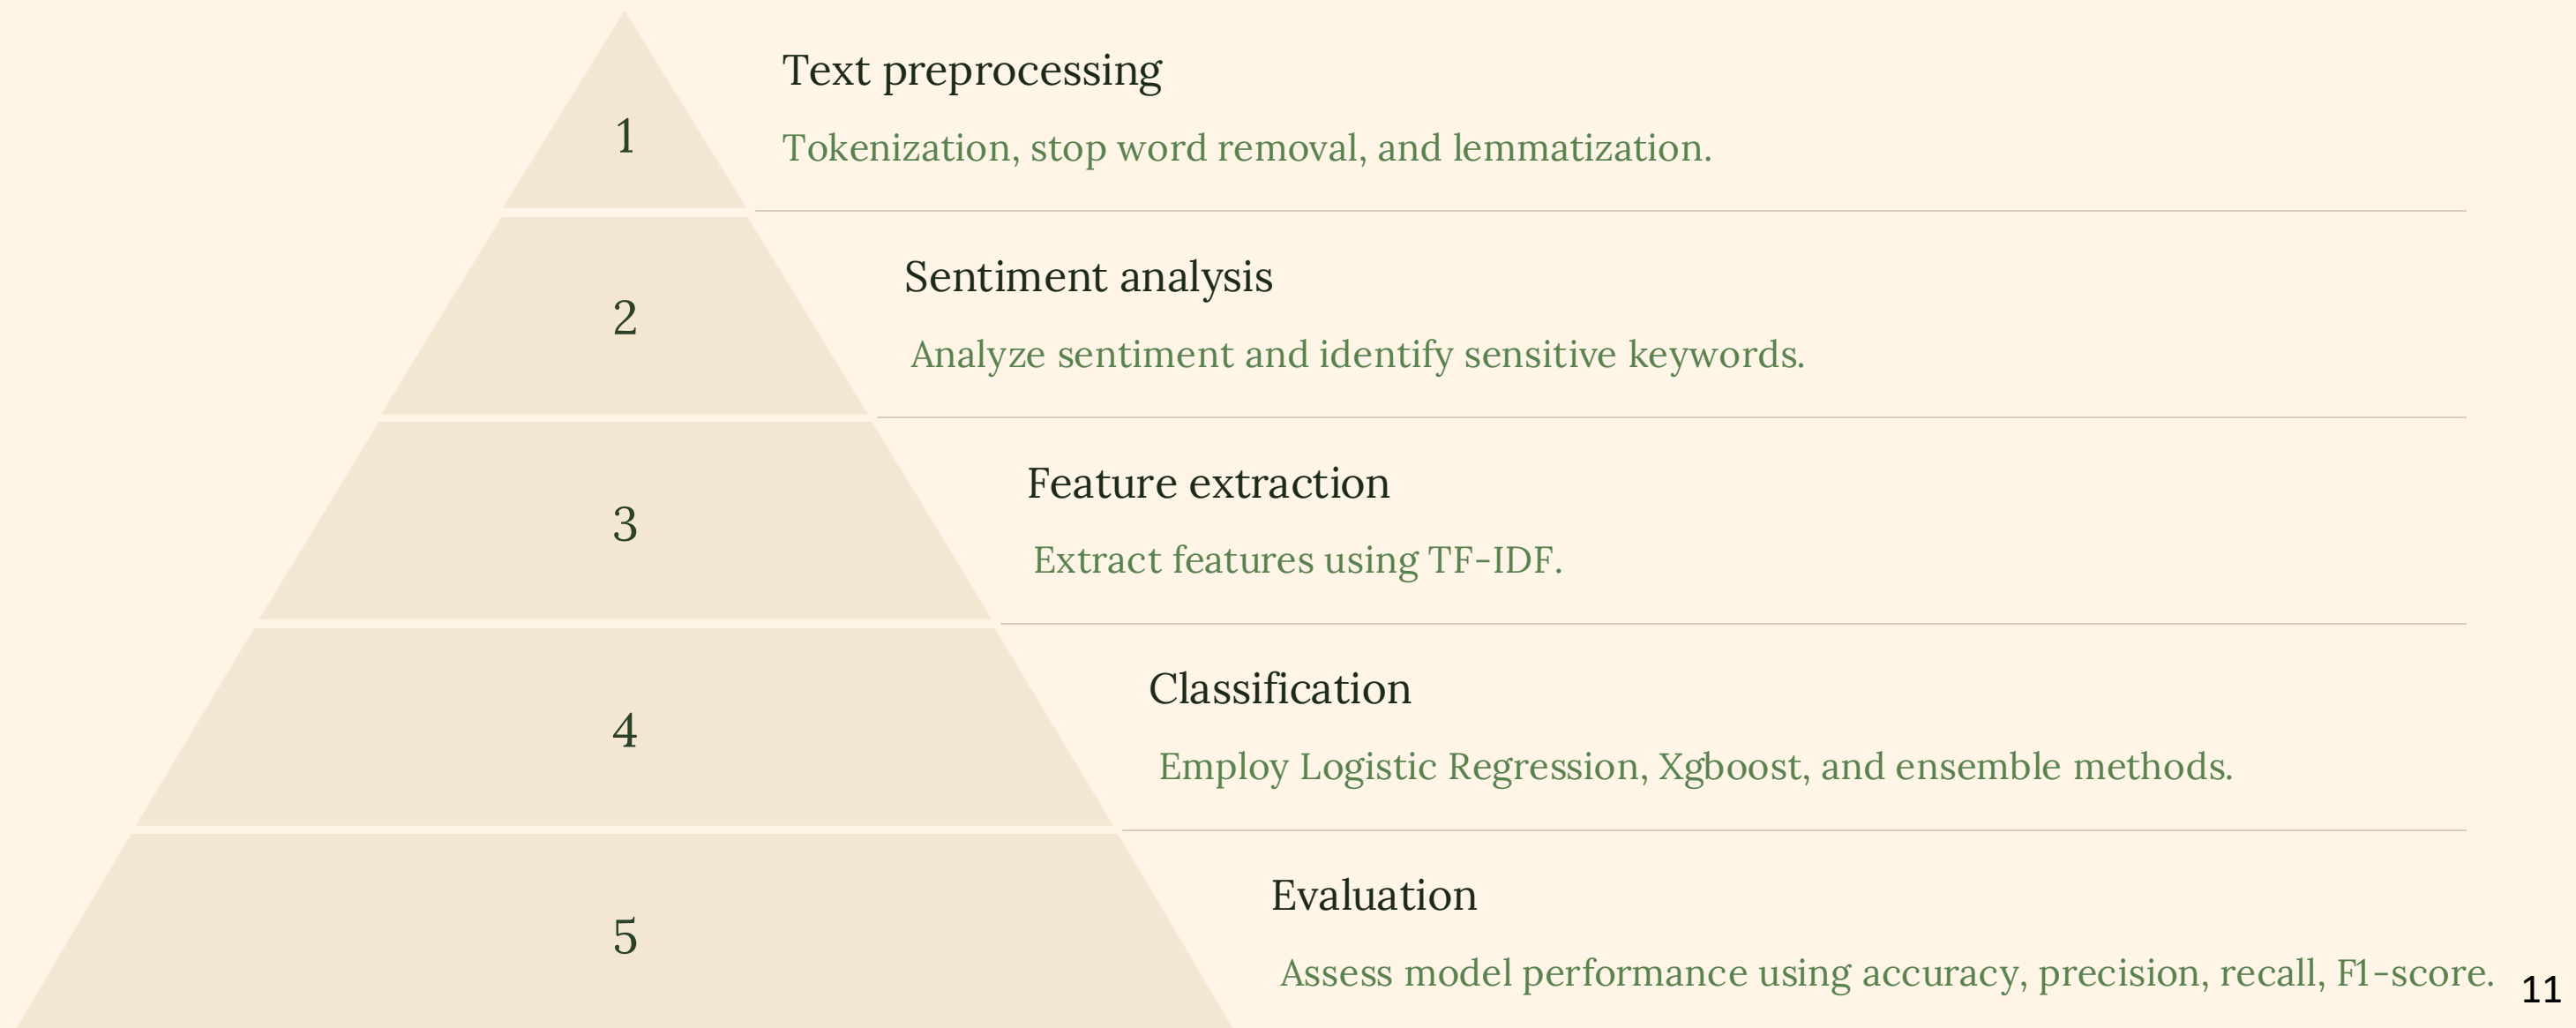 1
Text preprocessing
Tokenization, stop word removal, and lemmatization.
2
Sentiment analysis
Analyze sentiment and identify sensitive keywords.
3
Feature extraction
Extract features using TF-IDF.
4
Classification
Employ Logistic Regression, Xgboost, and ensemble methods.
5
Evaluation
Assess model performance using accuracy, precision, recall, F1-score.
11